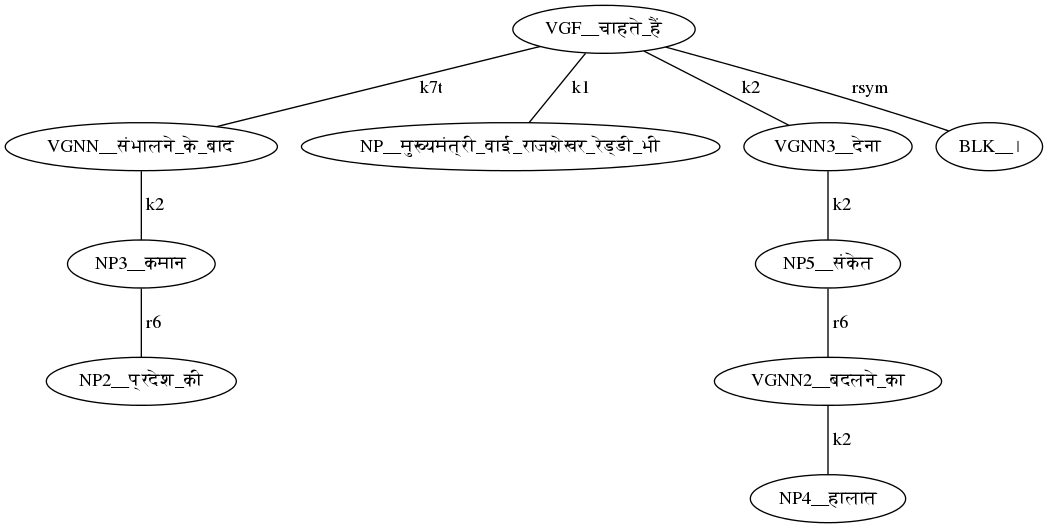 VGF__चाहते_हैं
k7t k1 k2 rsym
VGNN__संभालने_के_बाद NP__मुख्यमंत्री_वाई_राजशेखर_रेड्डी_भी VGNN3__देना BLK__।
k2 k2
NP3__कमान NP5__संकेत
r6 r6
NP2__प्रदेश_की VGNN2__बदलने_का
k2
NP4__हालात